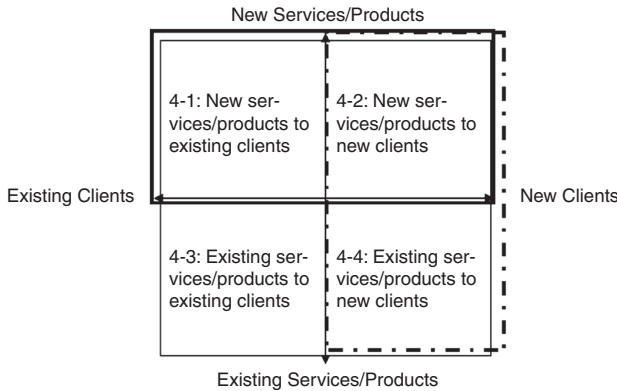 New Services/Products
4-1: New ser-
vices/products to
existing clients
4-2: New ser-
vices/products to
new clients
Existing Clients
New Clients
4-3: Existing ser-
vices/products to
existing clients
4-4: Existing ser-
vices/products to
new clients
Existing Services/Products